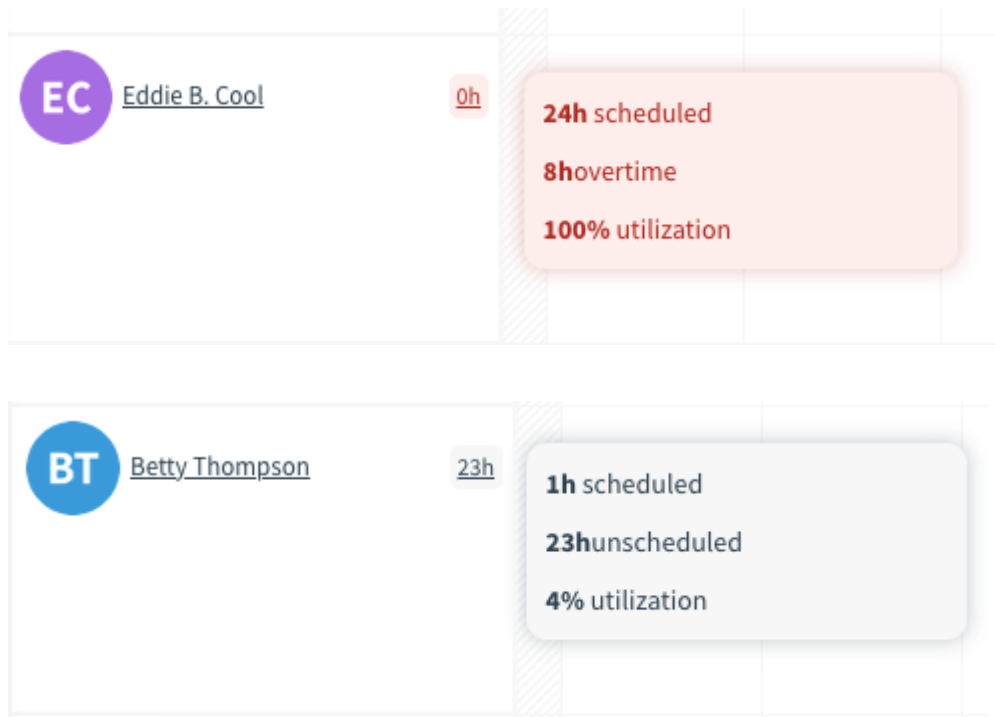 EC
Eddie B. Cool
0h
24h scheduled
8hovertime
100% utilization
BT
Betty Thompson
23h
1h scheduled
23hunscheduled
4% utilization